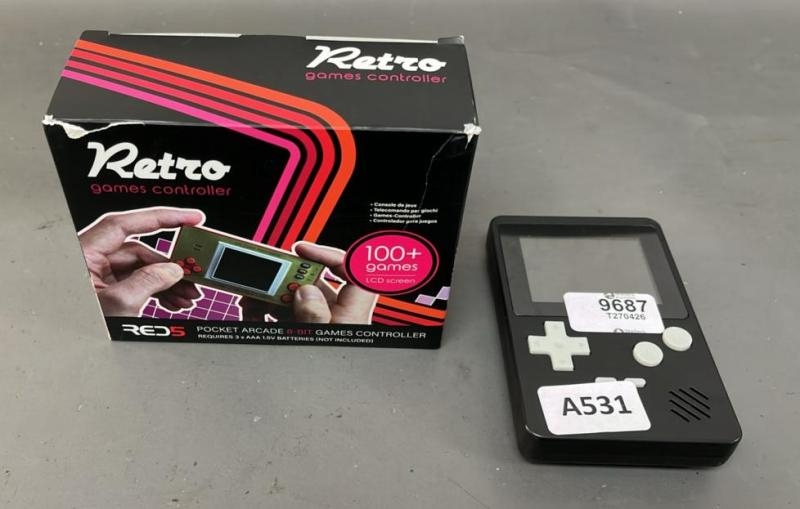 Retro
games controller
Retro
games controller
• Console de jeux
• Telecomando per giochi
• Games-Controller
• Controlador para juegos
100+
games
LCD screen
RED5 POCKET ARCADE 8-BIT GAMES CONTROLLER
REQUIRES 3 x AAA 1.5V BATTERIES (NOT INCLUDED)
9687
T270426
A531